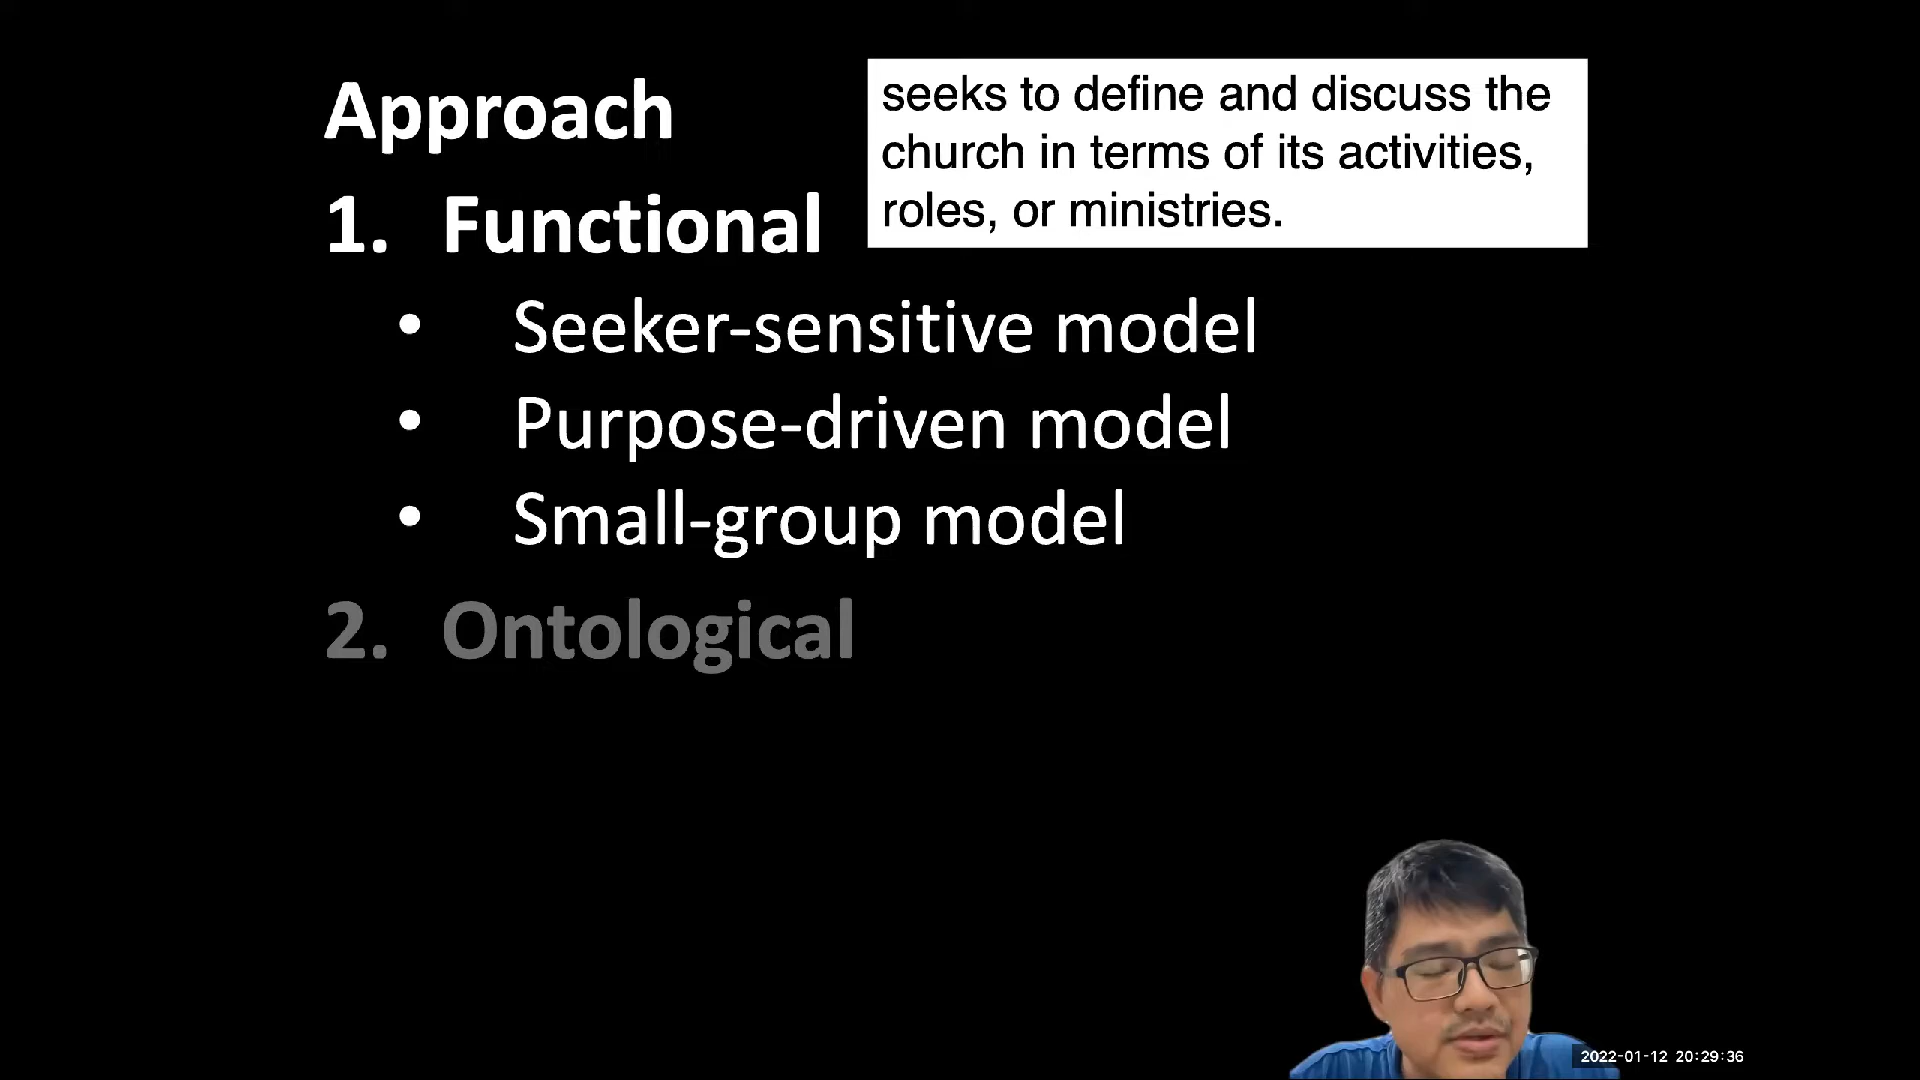 Approach
seeks to define and discuss the
church in terms of its activities,
roles, or ministries.
1. Functional
• Seeker-sensitive model
• Purpose-driven model
• Small-group model
2. Ontological
2022-01-12 20:29:36